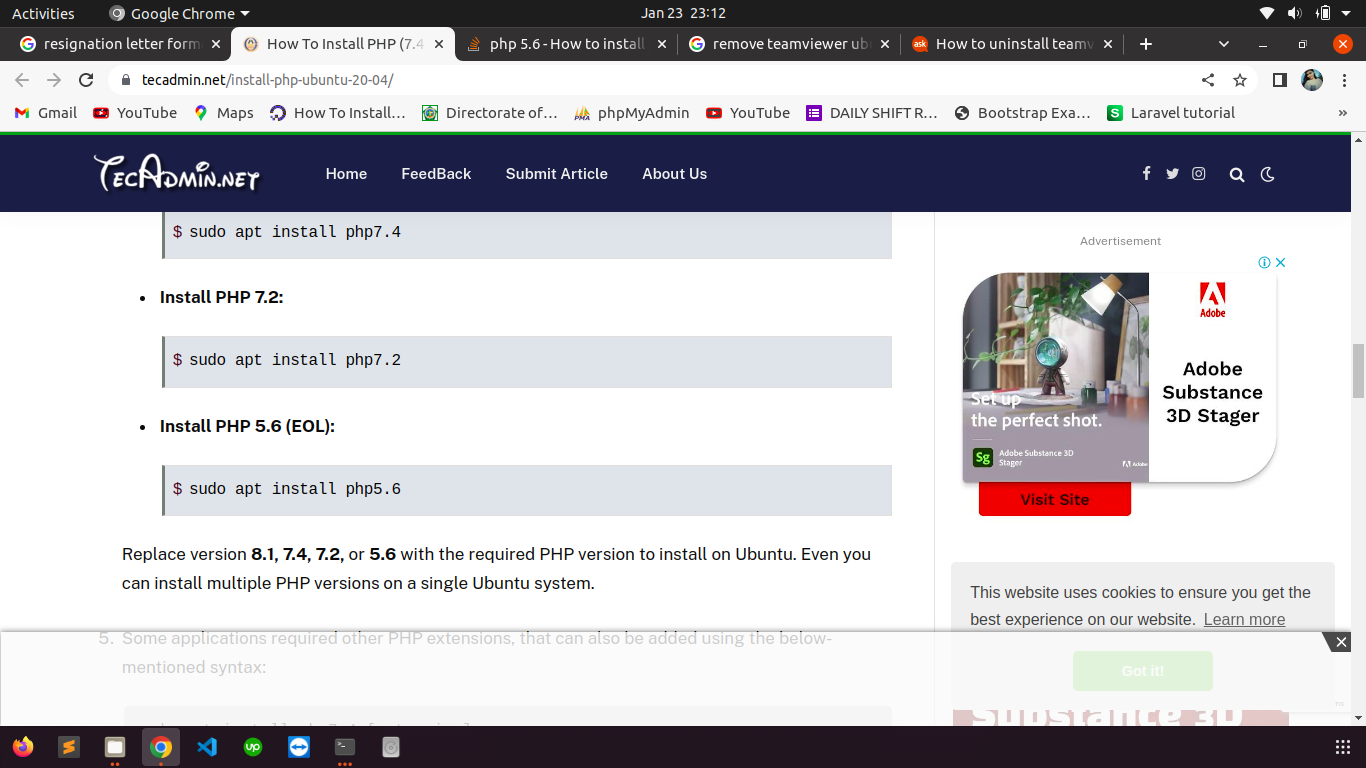 Activities
Google Chrome
Jan 23 23:12
resignation letter form
How To Install PHP (7.4
php 5.6 - How to install
remove teamviewer ub
ask
How to uninstall teamv
tecadmin.net/install-php-ubuntu-20-04/
Gmail
YouTube
Maps
How To Install...
Directorate of...
PMA
phpMyAdmin
YouTube
DAILY SHIFT R...
Bootstrap Exa...
S
Laravel tutorial
»
TecAdmin.net
Home
FeedBack
Submit Article
About Us
$ sudo apt install php7.4
• Install PHP 7.2:
$ sudo apt install php7.2
• Install PHP 5.6 (EOL):
$ sudo apt install php5.6
Replace version 8.1, 7.4, 7.2, or 5.6 with the required PHP version to install on Ubuntu. Even you
can install multiple PHP versions on a single Ubuntu system.
5. Some applications required other PHP extensions, that can also be added using the below-
mentioned syntax:
Advertisement
Adobe
Adobe
Substance
3D Stager
Set up
the perfect shot.
Sg
Adobe Substance 3D
Stager
Adobe
Visit Site
This website uses cookies to ensure you get the
best experience on our website. Learn more
Got it!
Substance 3D
up